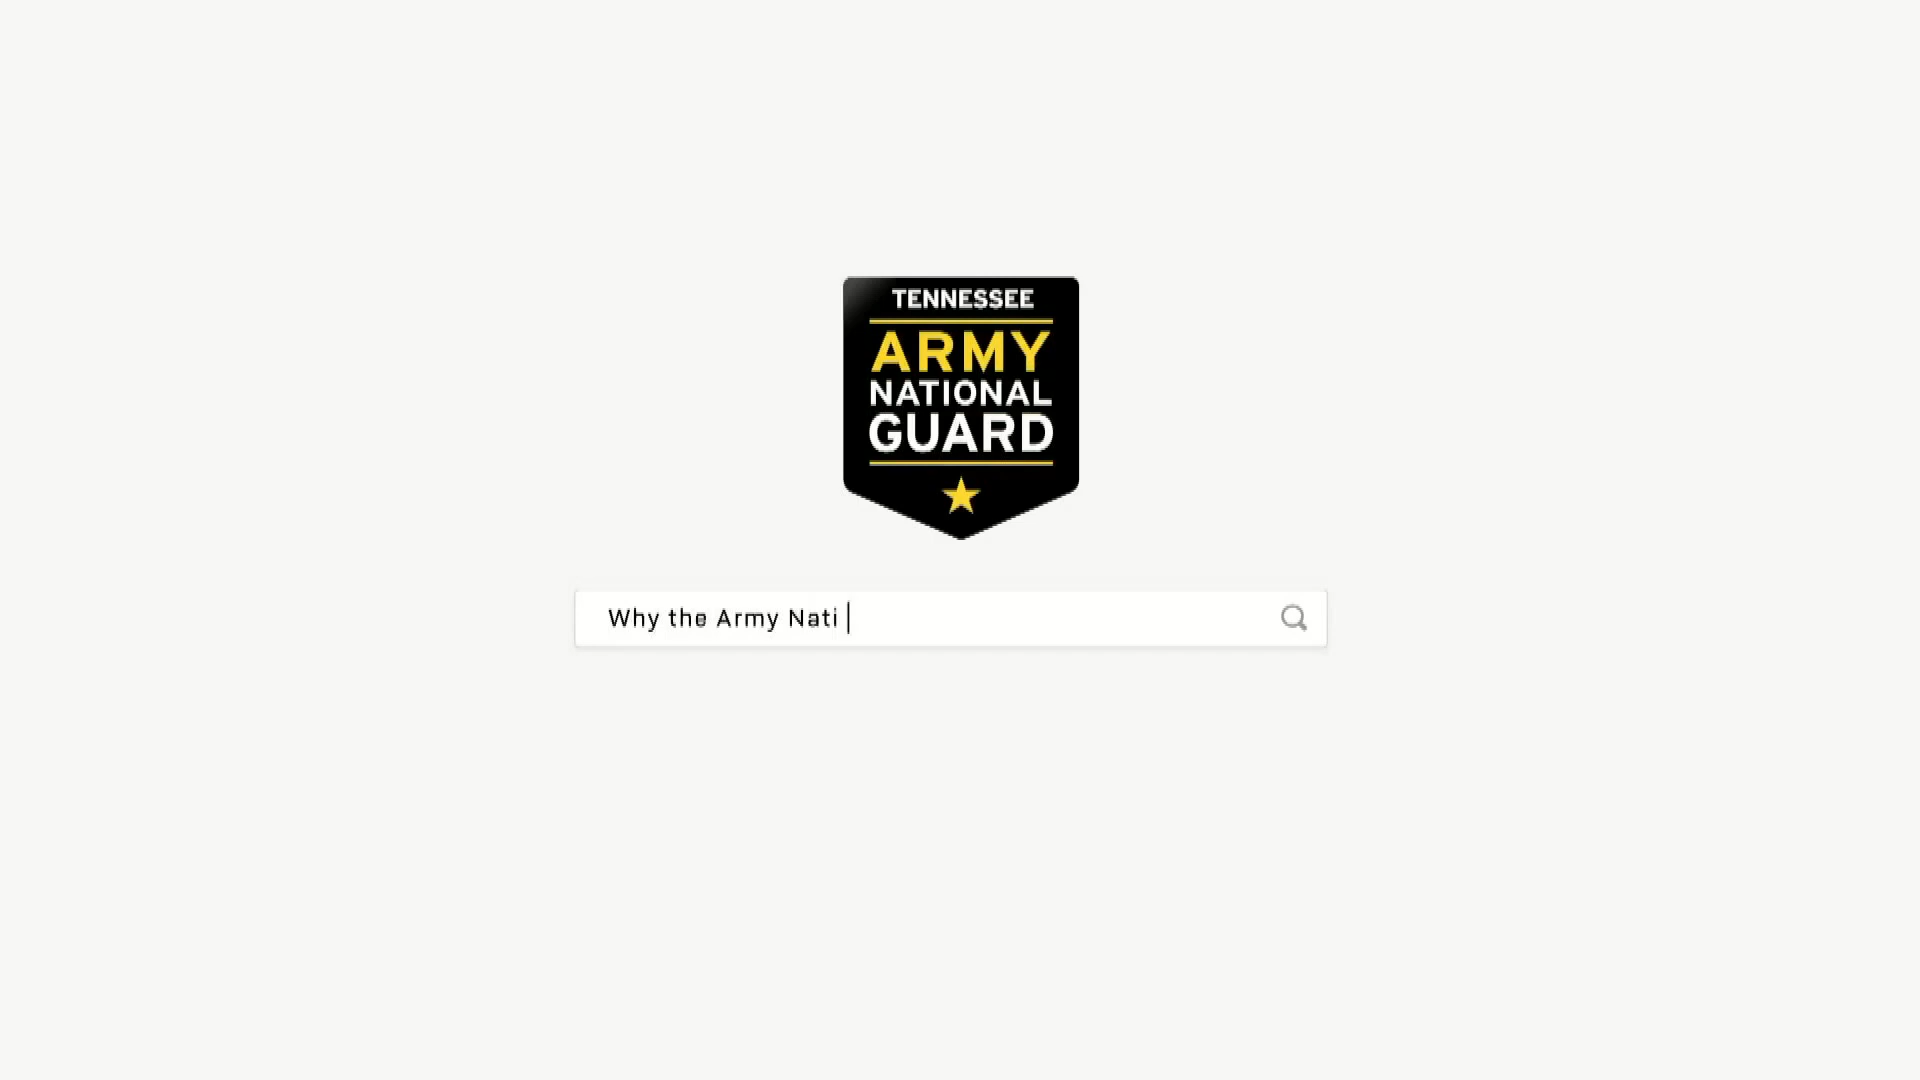 TENNESSEE
ARMY
NATIONAL
GUARD
Why the Army Nati